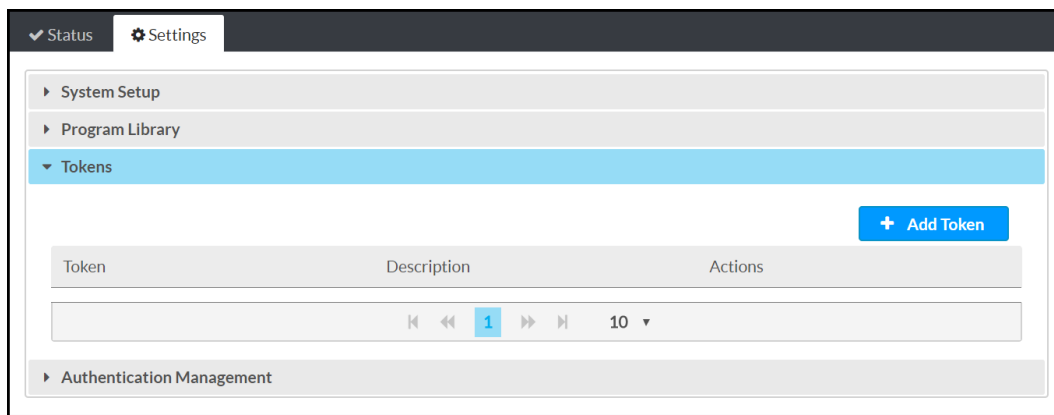 Status Settings
System Setup
Program Library
Tokens
+ Add Token
Token Description Actions
1 10
Authentication Management